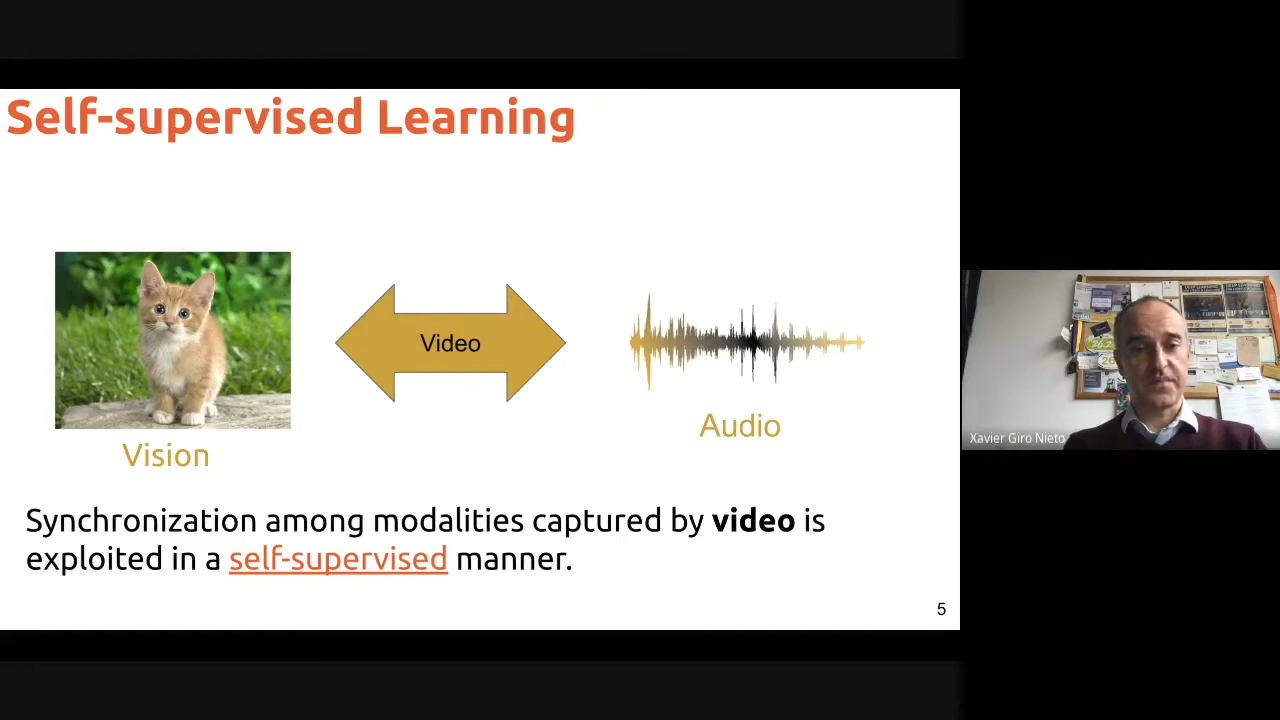 Self-supervised Learning
Video
Vision
Audio
Synchronization among modalities captured by video is
exploited in a self-supervised manner.
5
Xavier Giro Nieto